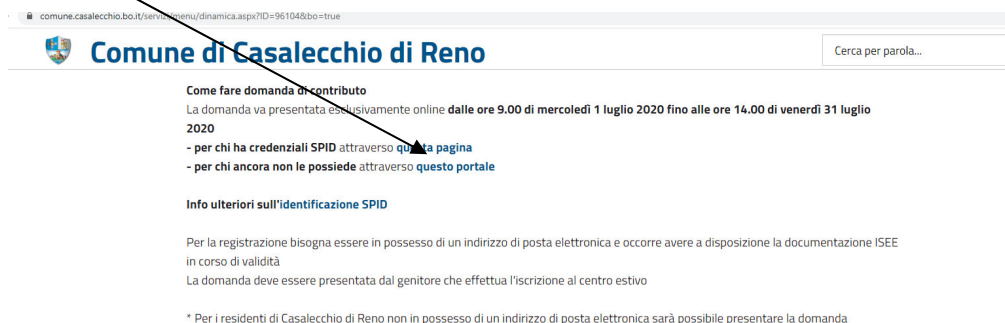 comune.casalecchio.bo.it/servizi/menu/dinamica.aspx?ID=96104&bo=true
Comune di Casalecchio di Reno
Cerca per parola...
Come fare domanda di contributo
La domanda va presentata esclusivamente online dalle ore 9.00 di mercoledì 1 luglio 2020 fino alle ore 14.00 di venerdì 31 luglio
2020
- per chi ha credenziali SPID attraverso questa pagina
- per chi ancora non le possiede attraverso questo portale
Info ulteriori sull'identificazione SPID
Per la registrazione bisogna essere in possesso di un indirizzo di posta elettronica e occorre avere a disposizione la documentazione ISEE
in corso di validità
La domanda deve essere presentata dal genitore che effettua l'iscrizione al centro estivo
* Per i residenti di Casalecchio di Reno non in possesso di un indirizzo di posta elettronica sarà possibile presentare la domanda